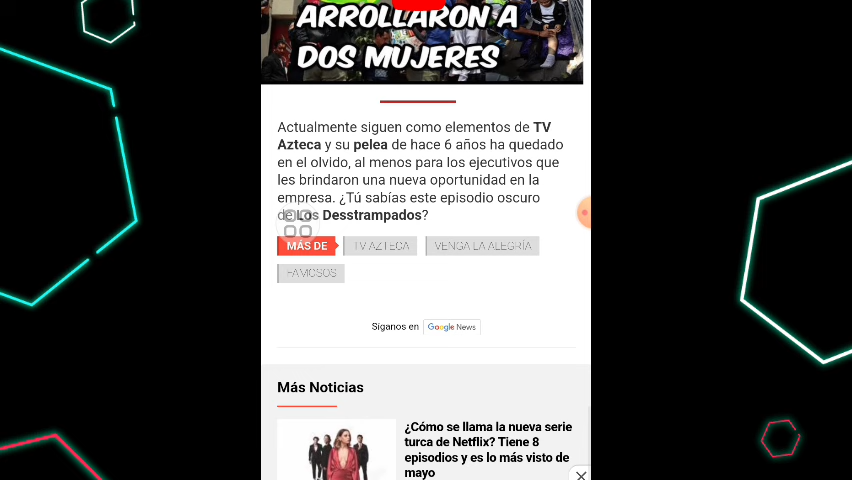 ARROLLARON A
DOS MUJERES
Actualmente siguen como elementos de TV
Azteca y su pelea de hace 6 años ha quedado
en el olvido, al menos para los ejecutivos que
les brindaron una nueva oportunidad en la
empresa. ¿Tú sabías este episodio oscuro
de Los Desstrampados?
MÁS DE TV AZTECA VENGA LA ALEGRÍA
FAMOSOS
Síganos en Google News
Más Noticias
¿Cómo se llama la nueva serie
turca de Netflix? Tiene 8
episodios y es lo más visto de
mayo